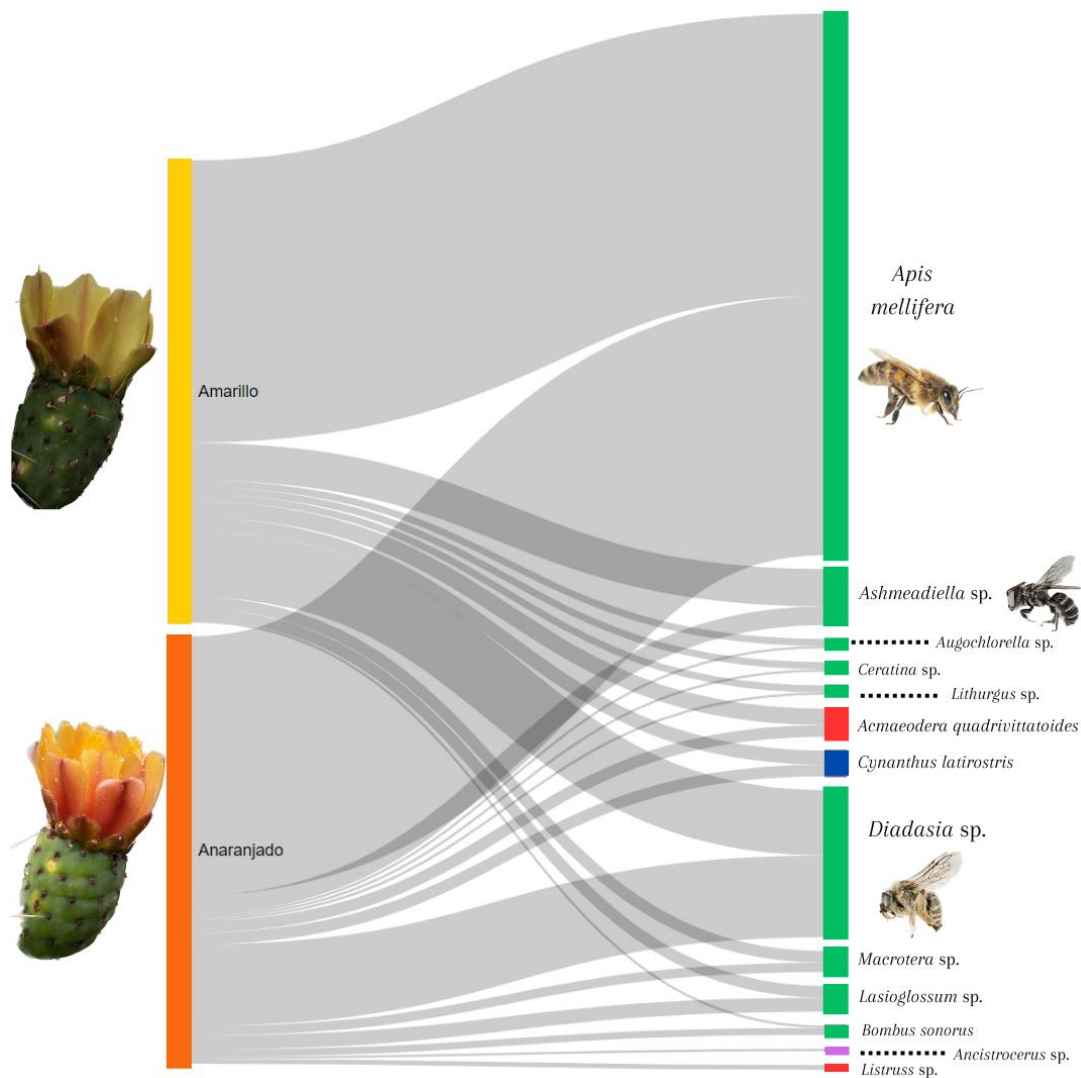 Apis
mellifera
Amarillo
Ashmeadiella sp.
Augochlorella sp.
Ceratina sp.
Lithurgus sp.
Acmaeodera quadrivittatoides
Cynanthus latirostris
Diadasia sp.
Anaranjado
Macrotera sp.
Lasioglossum sp.
Bombus sonorus
Ancistrocerus sp.
Listruss sp.